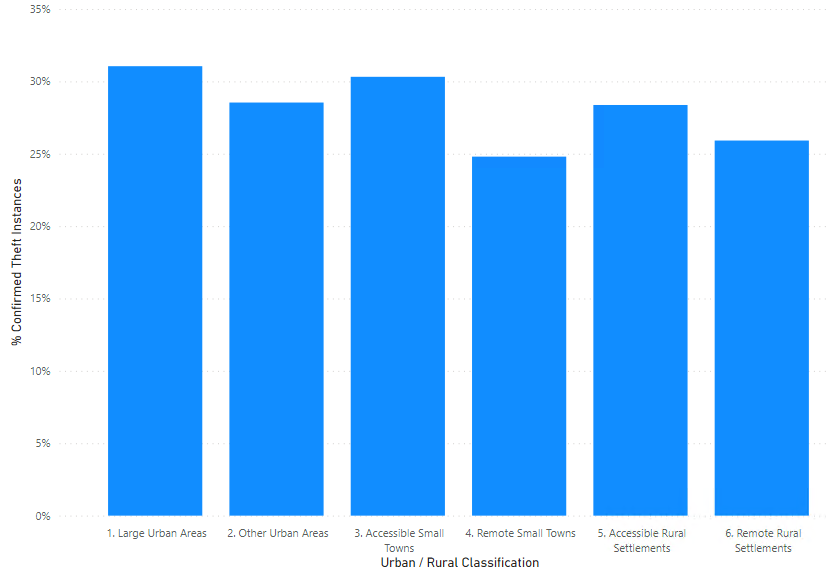 35%
30%
25%
20%
15%
10%
5%
0%
% Confirmed Theft Instances
1. Large Urban Areas
2. Other Urban Areas
3. Accessible Small
Towns
4. Remote Small Towns
5. Accessible Rural
Settlements
6. Remote Rural
Settlements
Urban / Rural Classification